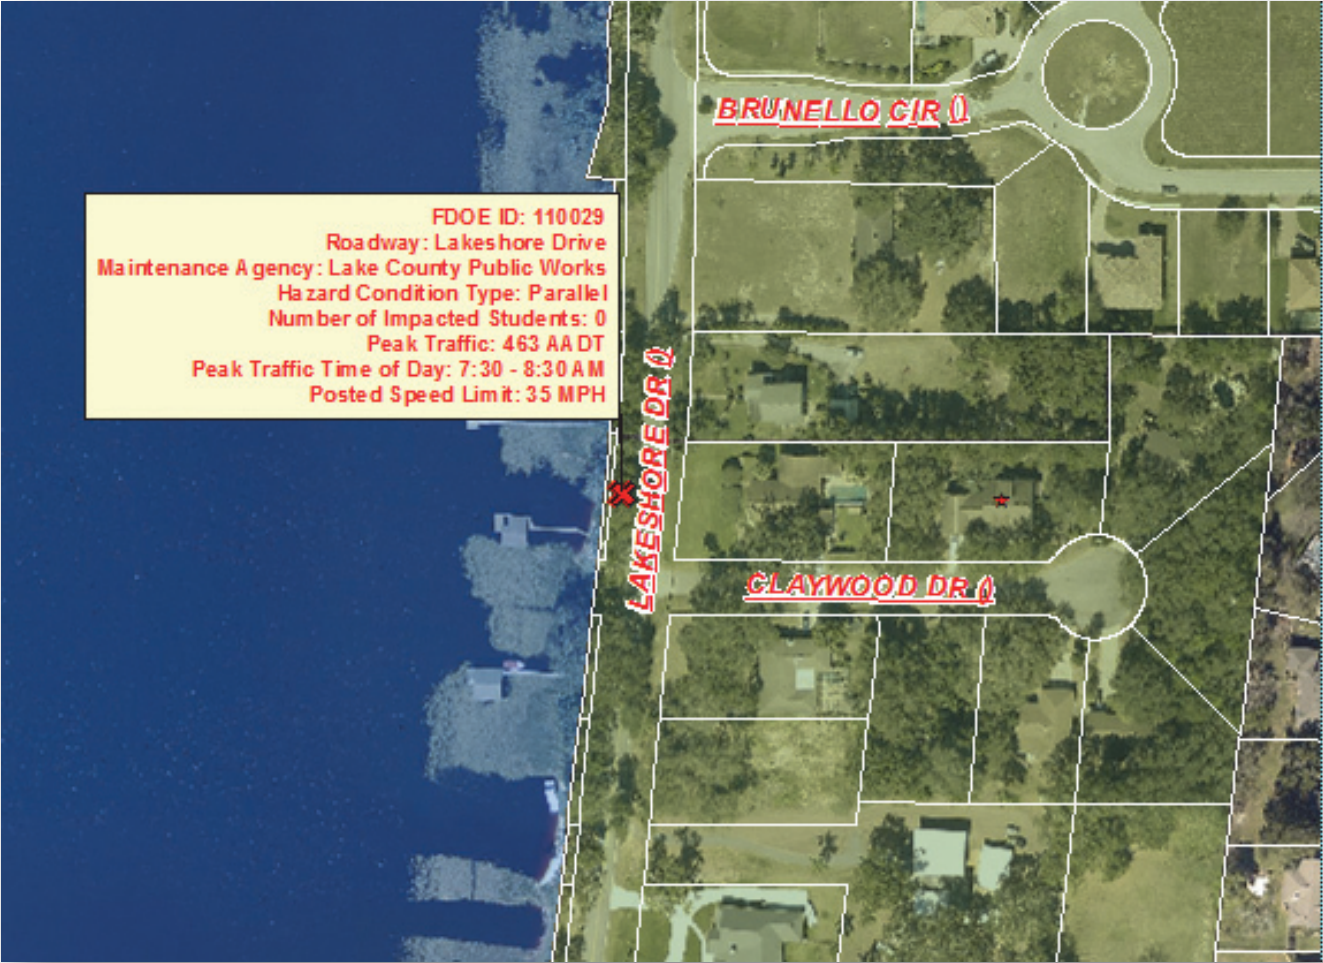 BRUNELLO CIR ()
FDOE ID: 110029
Roadway: Lakeshore Drive
Maintenance Agency: Lake County Public Works
Hazard Condition Type: Parallel
Number of Impacted Students: 0
Peak Traffic: 463 AADT
Peak Traffic Time of Day: 7:30 - 8:30 AM
Posted Speed Limit: 35 MPH
LAKESHORE DR ()
CLAYWOOD DR ()